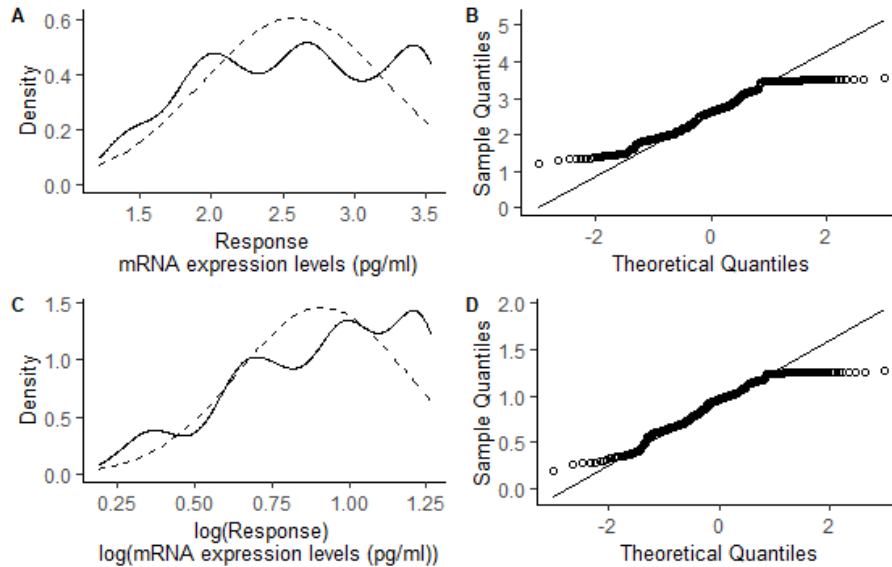 A
Density
0.6
0.4
0.2
0.0
1.5 2.0 2.5 3.0 3.5
Response
mRNA expression levels (pg/ml)
B
Sample Quantiles
5
4
3
2
1
0
-2 0 2
Theoretical Quantiles
C
Density
1.5
1.0
0.5
0.0
0.25 0.50 0.75 1.00 1.25
log(Response)
log(mRNA expression levels (pg/ml))
D
Sample Quantiles
2.0
1.5
1.0
0.5
0.0
-2 0 2
Theoretical Quantiles